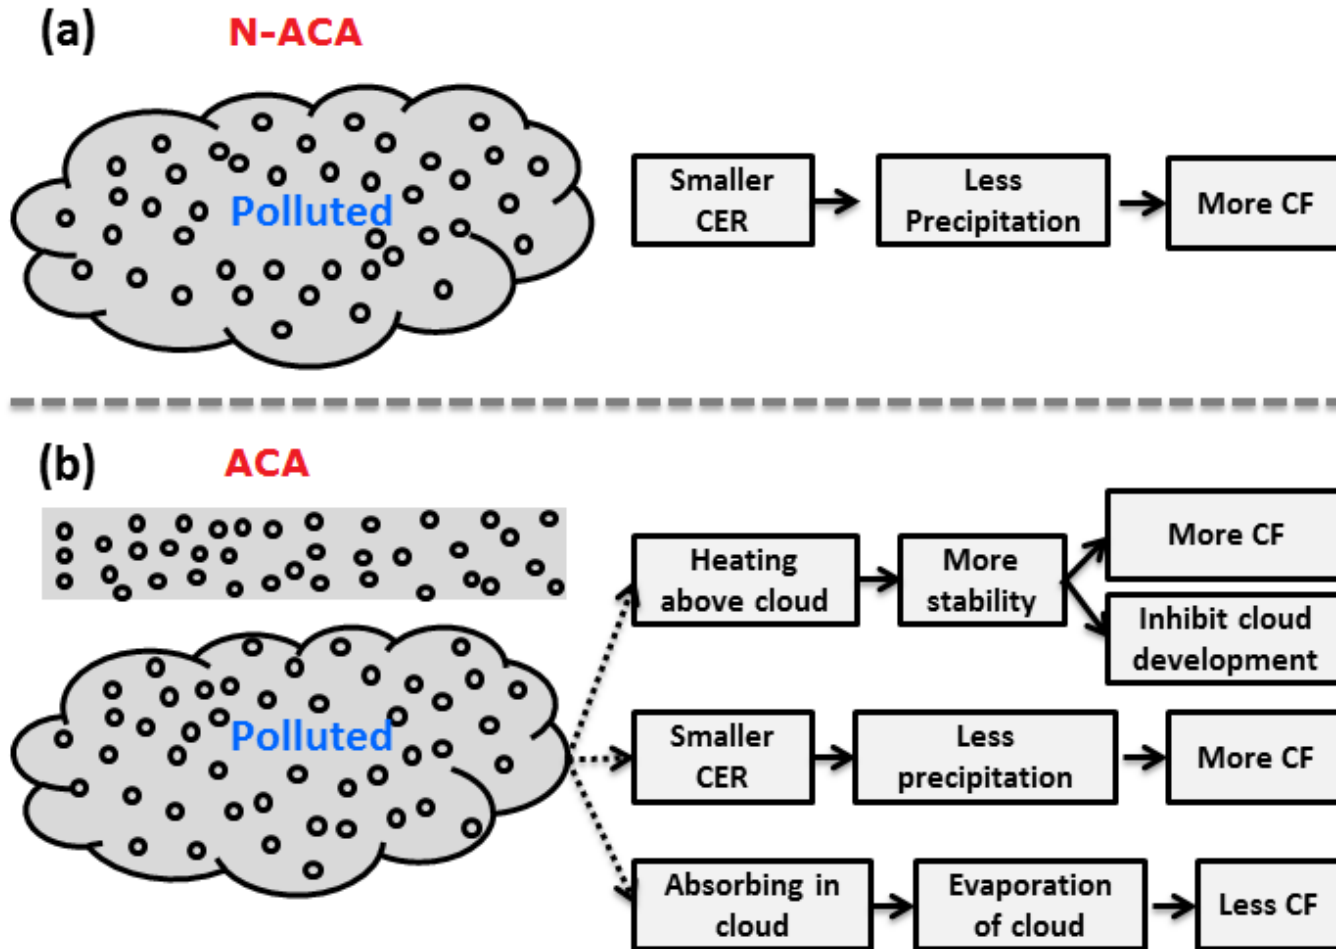 (a)
N-ACA
Polluted
Smaller
CER
Less
Precipitation
More CF
(b)
ACA
Polluted
Heating
above cloud
More
stability
More CF
Inhibit cloud
development
Smaller
CER
Less
precipitation
More CF
Absorbing in
cloud
Evaporation
of cloud
Less CF